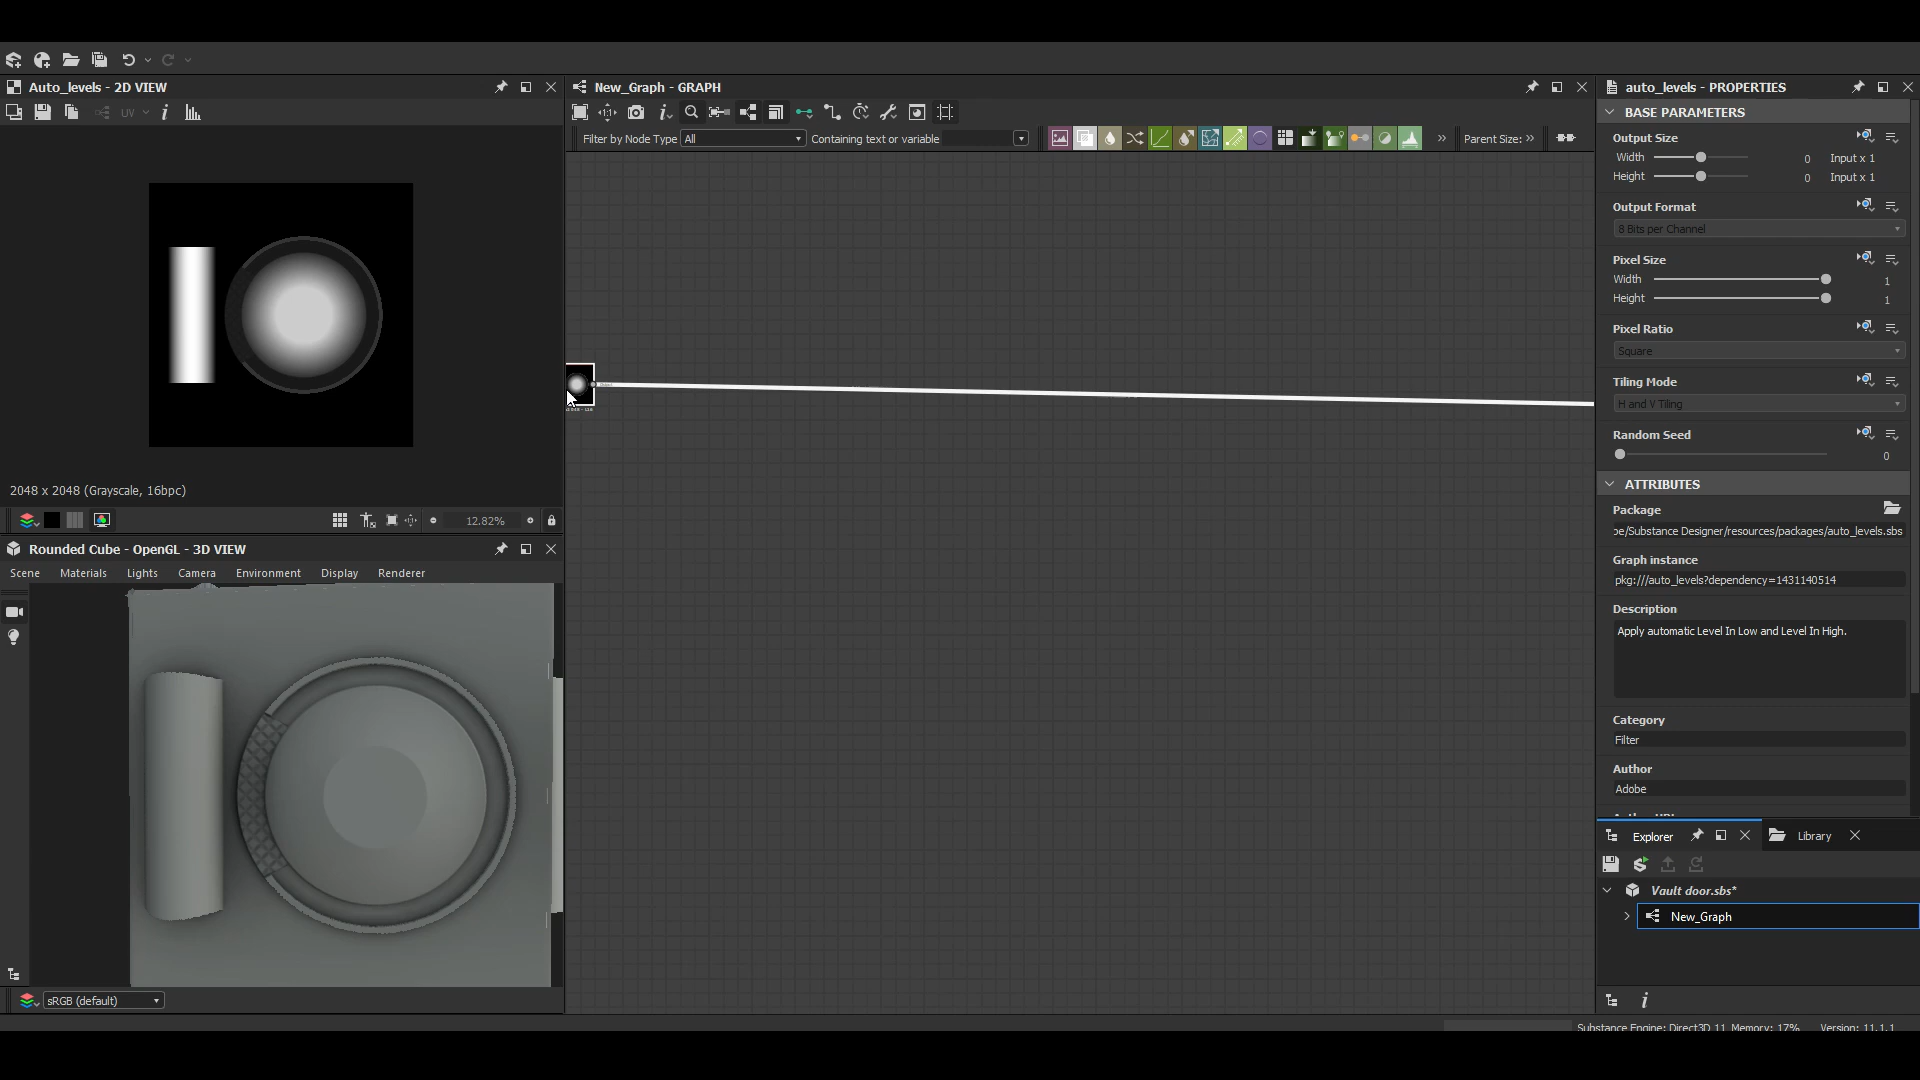 Auto_levels - 2D VIEW
UV
2048 x 2048 (Grayscale, 16bpc)
12.82%
Rounded Cube - OpenGL - 3D VIEW
Scene
Materials
Lights
Camera
Environment
Display
Renderer
sRGB (default)
New_Graph - GRAPH
Filter by Node Type
All
Containing text or variable
Parent Size:
auto_levels - PROPERTIES
BASE PARAMETERS
Output Size
Width 0 Input x 1
Height 0 Input x 1
Output Format
8 Bits per Channel
Pixel Size
Width 1
Height 1
Pixel Ratio
Square
Tiling Mode
H and V Tiling
Random Seed
0
ATTRIBUTES
Package
pe/Substance Designer/resources/packages/auto_levels.sbs
Graph instance
pkg:///auto_levels?dependency=1431140514
Description
Apply automatic Level In Low and Level In High.
Category
Filter
Author
Adobe
Explorer
Library
Vault door.sbs*
New_Graph
Substance Engine: Direct3D 11 Memory: 17% Version: 11.1.1